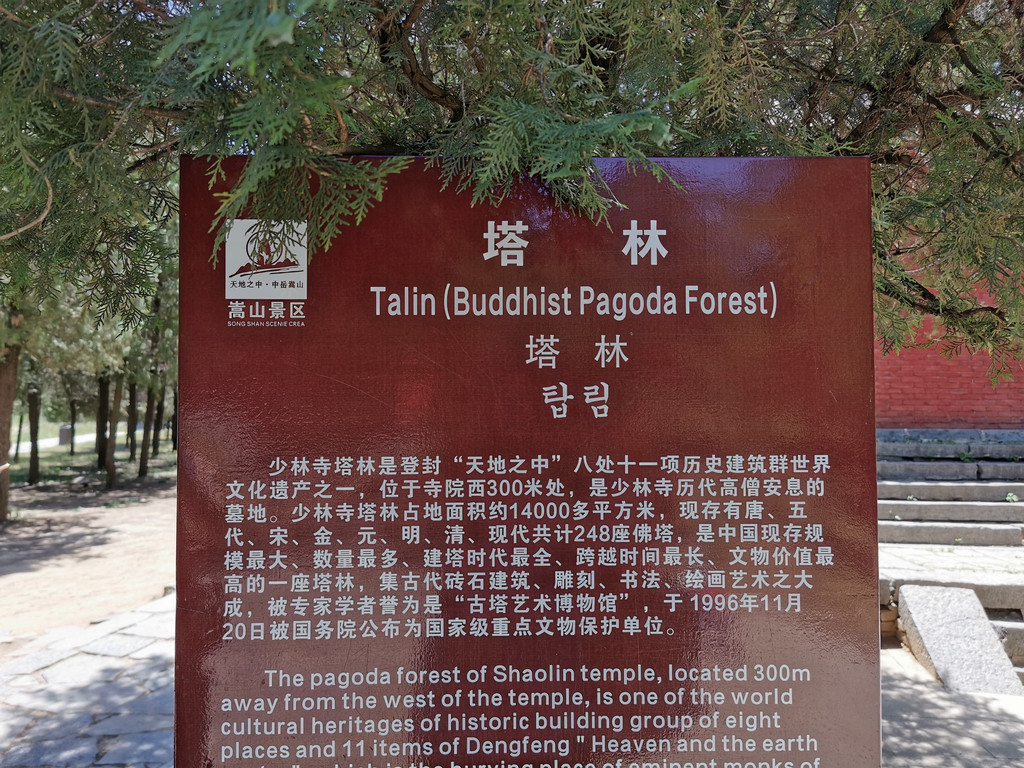 天地之中·中岳嵩山
嵩山景区
SONG SHAN SCENIE CREA
塔 林
Talin (Buddhist Pagoda Forest)
塔 林
탑림
少林寺塔林是登封“天地之中”八处十一项历史建筑群世界
文化遗产之一，位于寺院西300米处，是少林寺历代高僧安息的
墓地。少林寺塔林占地面积约14000多平方米，现存有唐、五
代、宋、金、元、明、清、现代共计248座佛塔，是中国现存规
模最大、数量最多、建塔时代最全、跨越时间最长、文物价值最
高的一座塔林，集古代砖石建筑、雕刻、书法、绘画艺术之大
成，被专家学者誉为是“古塔艺术博物馆”，于 1996年11月
20日被国务院公布为国家级重点文物保护单位。
The pagoda forest of Shaolin temple, located 300m
away from the west of the temple, is one of the world
cultural heritages of historic building group of eight
places and 11 items of Dengfeng " Heaven and the earth
which is the burying place of eminent monks of